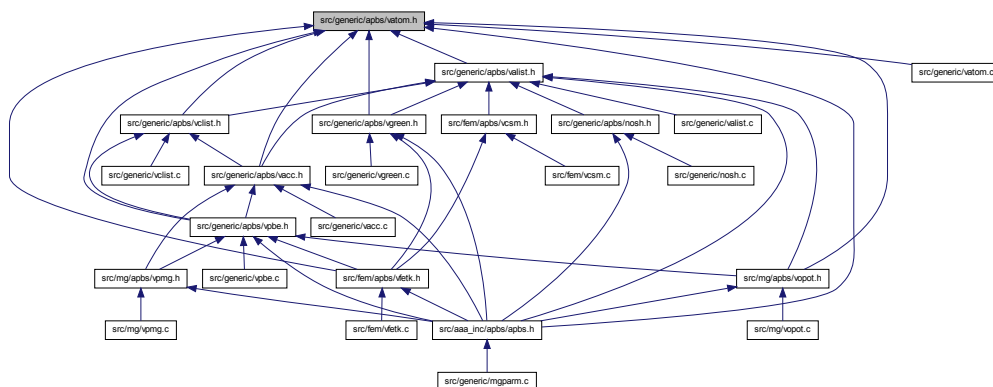 src/generic/apbs/vatom.h
src/generic/apbs/valist.h
src/generic/vatom.c
src/generic/apbs/vclist.h
src/generic/apbs/vgreen.h
src/fem/apbs/vcsm.h
src/generic/apbs/nosh.h
src/generic/valist.c
src/generic/vclist.c
src/generic/apbs/vacc.h
src/generic/vgreen.c
src/fem/vcsm.c
src/generic/nosh.c
src/generic/apbs/vpbe.h
src/generic/vacc.c
src/mg/apbs/vpmg.h
src/generic/vpbe.c
src/fem/apbs/vfetk.h
src/mg/apbs/vopot.h
src/mg/vpmg.c
src/fem/vfetk.c
src/aaa_inc/apbs/apbs.h
src/mg/vopot.c
src/generic/mgparm.c